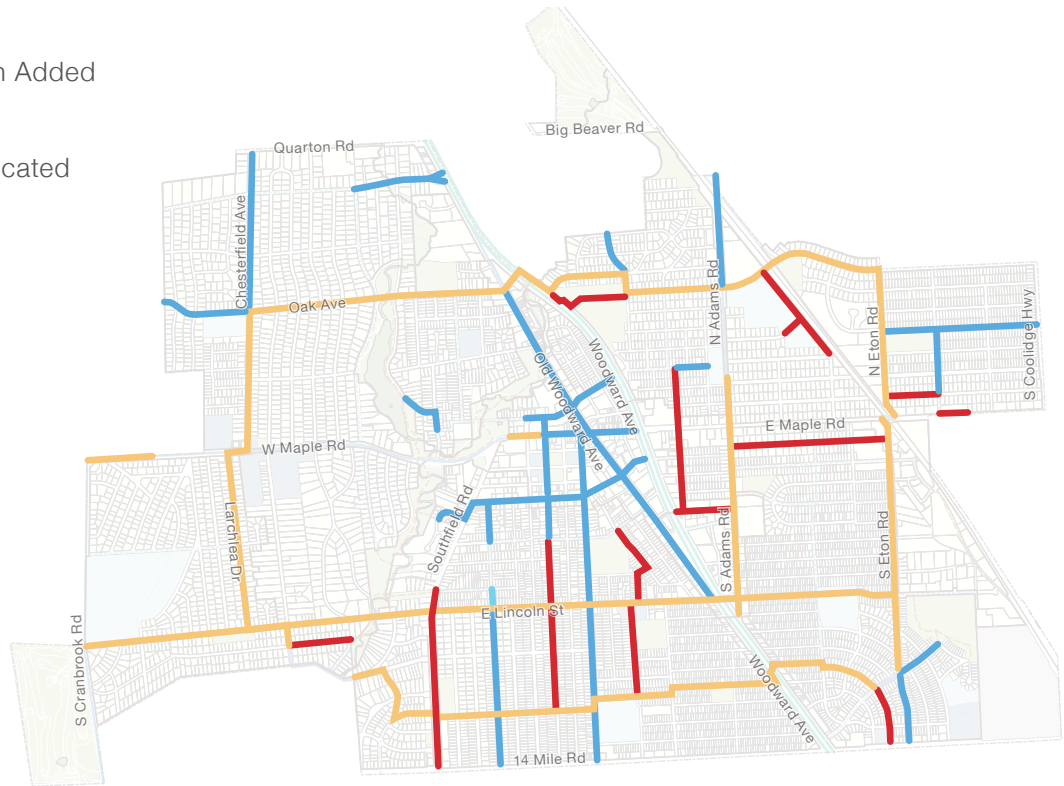 Added
Big Beaver Rd
Quarton Rd
Chesterfield Ave
Oak Ave
N Adams Rd
N Eton Rd
S Coolidge Hwy
Woodward Ave
Old Woodward Ave
W Maple Rd
E Maple Rd
Southfield Rd
Larchlea Dr
S Adams Rd
S Eton Rd
E Lincoln St
S Cranbrook Rd
Woodward Ave
14 Mile Rd